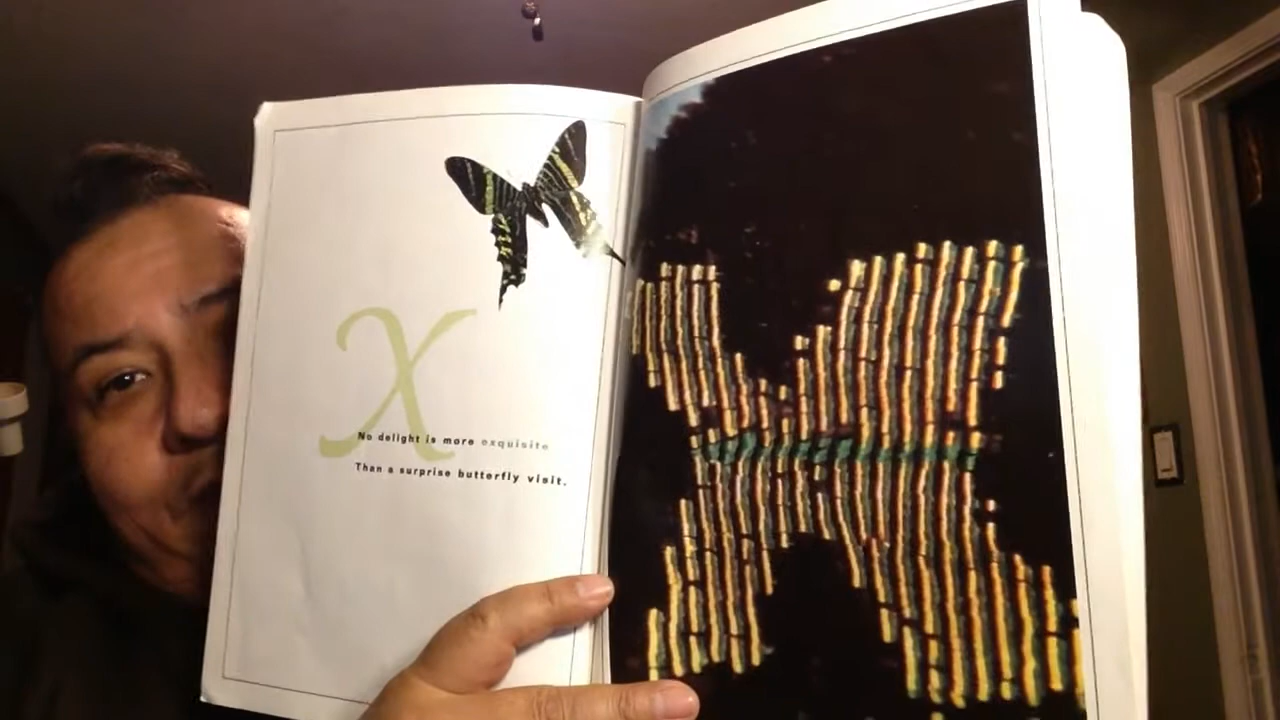 X
No delight is more exquisite
Than a surprise butterfly visit.